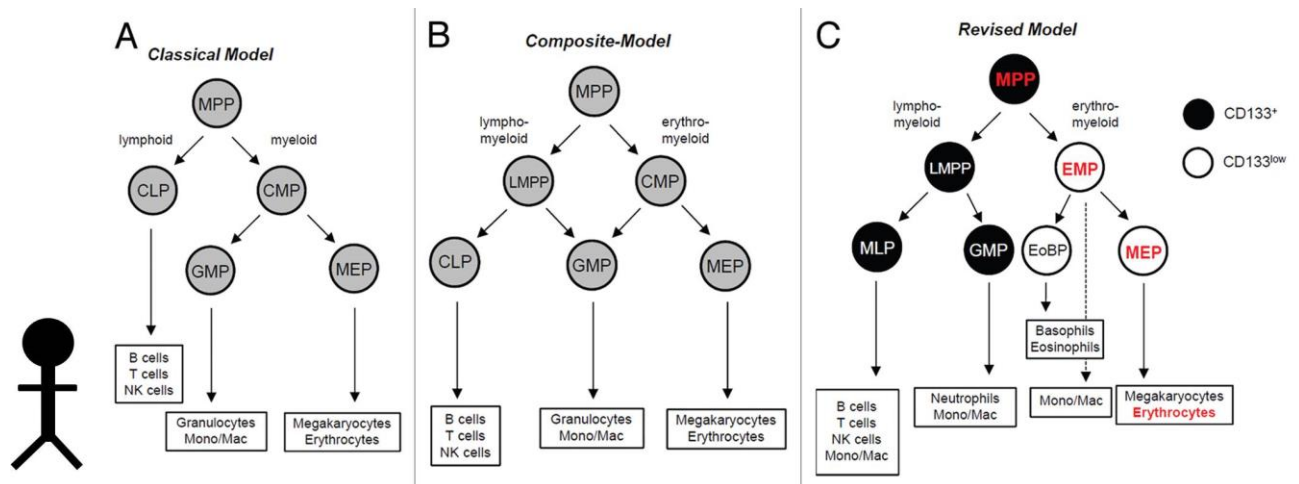 A
Classical Model
MPP
lymphoid
myeloid
CLP
CMP
GMP
MEP
B cells
T cells
NK cells
Granulocytes
Mono/Mac
Megakaryocytes
Erythrocytes
B
Composite-Model
MPP
lympho-
myeloid
erythro-
myeloid
LMPP
CMP
CLP
GMP
MEP
B cells
T cells
NK cells
Granulocytes
Mono/Mac
Megakaryocytes
Erythrocytes
C
Revised Model
MPP
lympho-
myeloid
erythro-
myeloid
LMPP
EMP
MLP
GMP
EoBP
MEP
Basophils
Eosinophils
B cells
T cells
NK cells
Mono/Mac
Neutrophils
Mono/Mac
Mono/Mac
Megakaryocytes
Erythrocytes
CD133⁺
CD133ˡᵒʷ